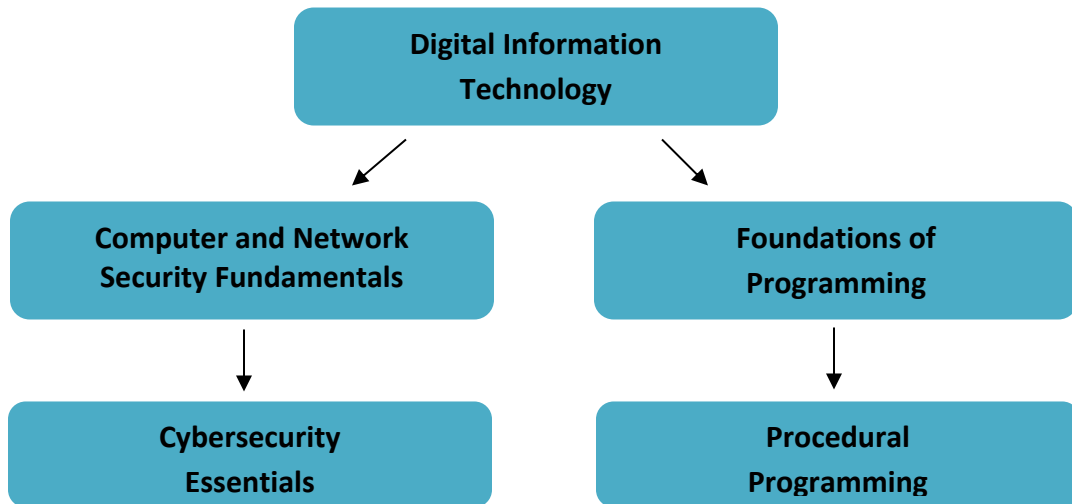 Digital Information
Technology
Computer and Network
Security Fundamentals
Foundations of
Programming
Cybersecurity
Essentials
Procedural
Programming